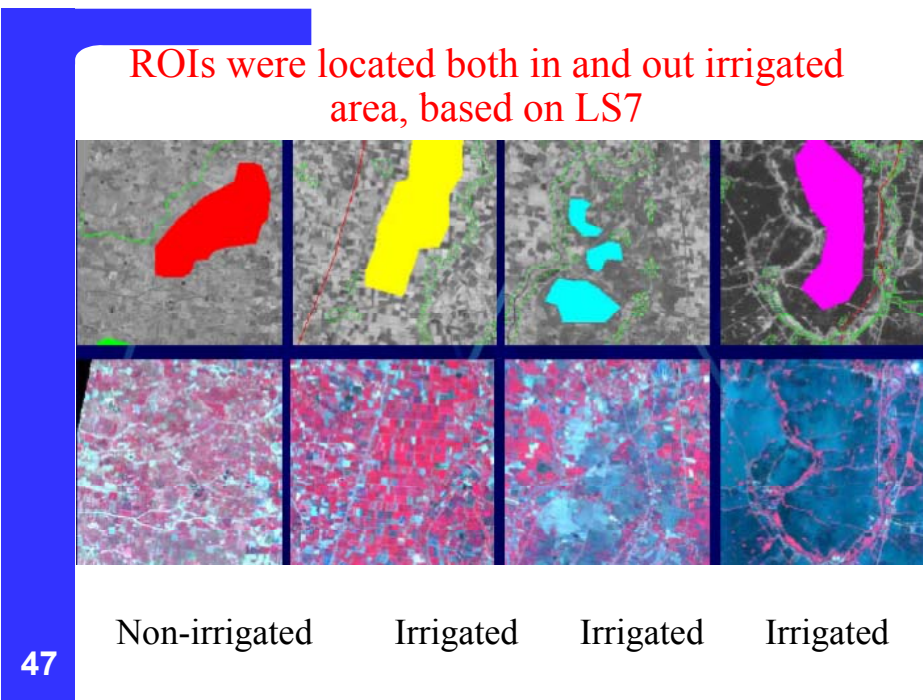 ROIs were located both in and out irrigated
area, based on LS7
Non-irrigated Irrigated Irrigated Irrigated
47